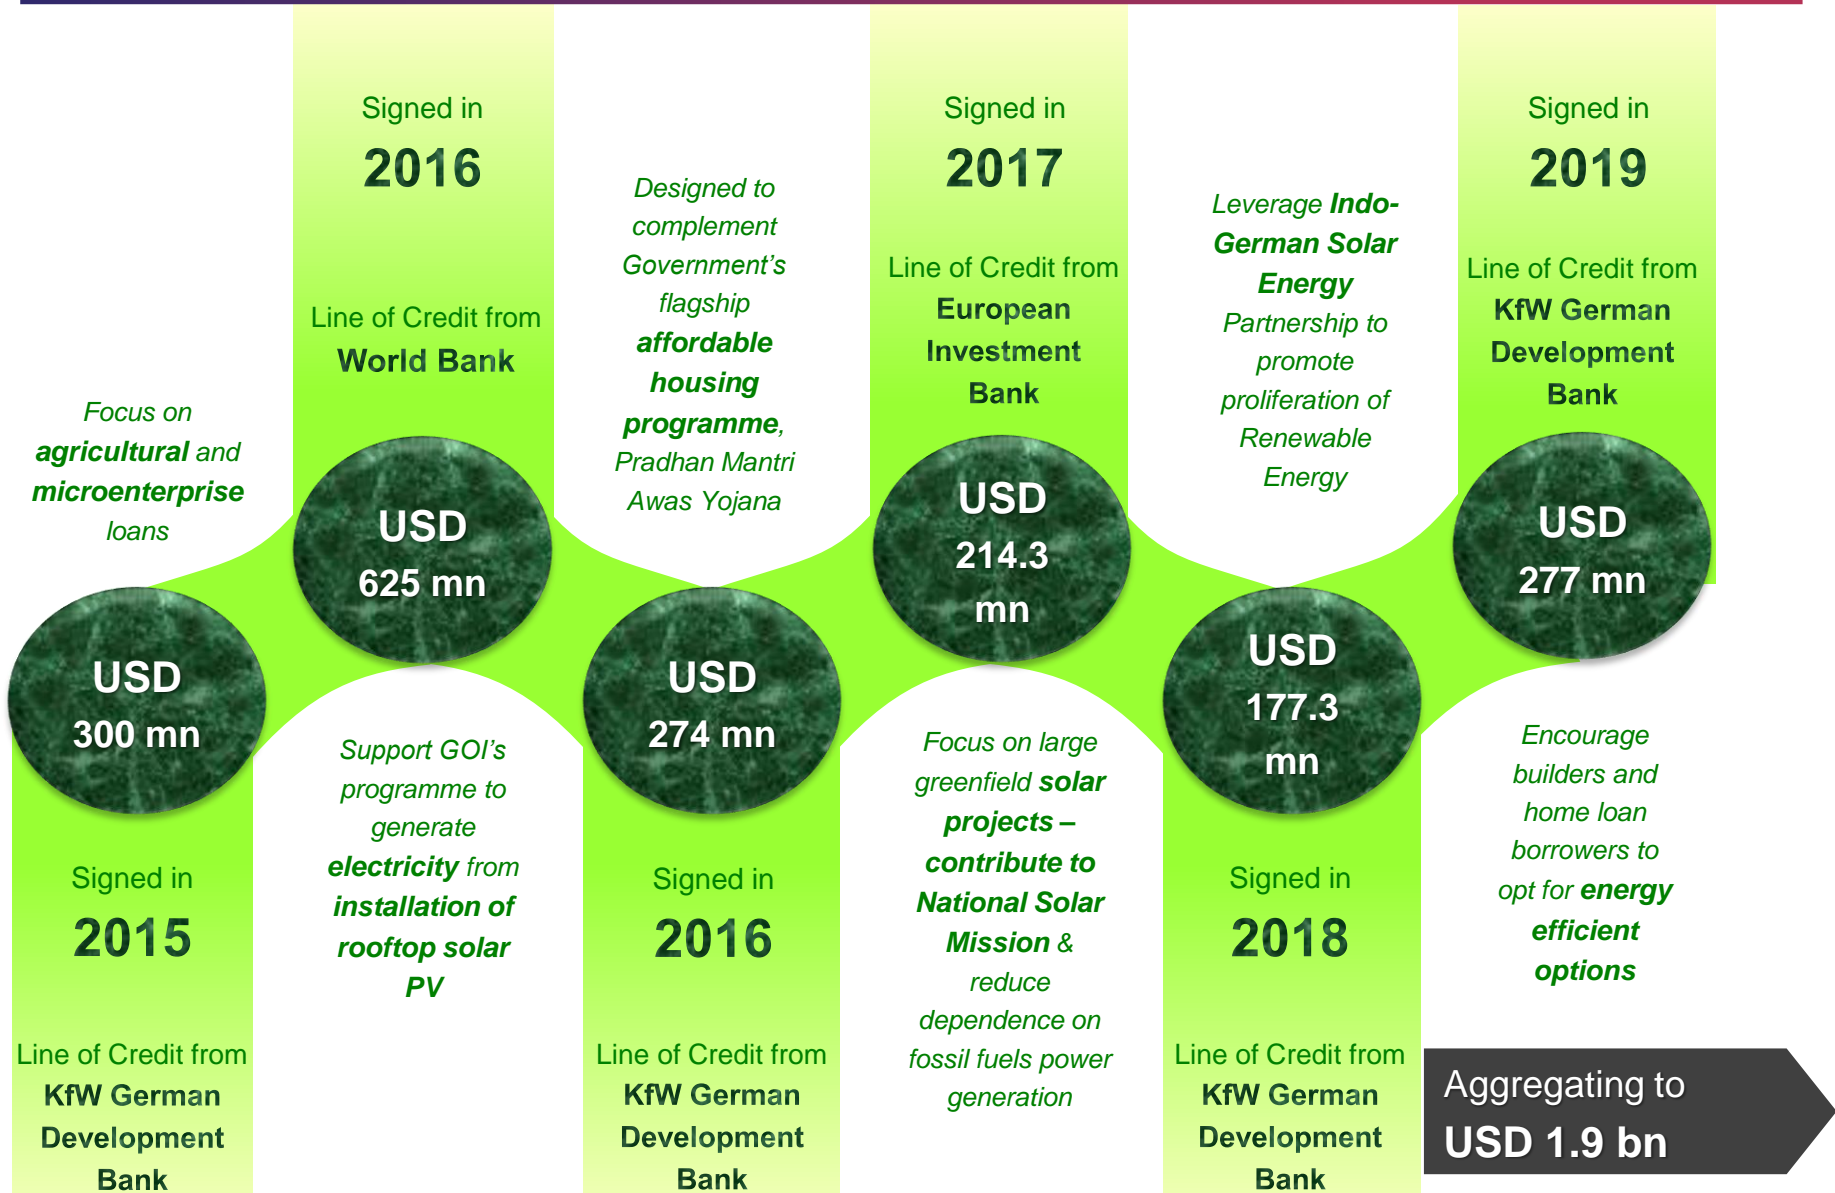 Focus on
agricultural and
microenterprise
loans
USD
300 mn
Signed in
2015
Line of Credit from
KfW German
Development
Bank
Signed in
2016
Line of Credit from
World Bank
USD
625 mn
Support GOI’s
programme to
generate
electricity from
installation of
rooftop solar
PV
Designed to
complement
Government’s
flagship
affordable
housing
programme,
Pradhan Mantri
Awas Yojana
USD
274 mn
Signed in
2016
Line of Credit from
KfW German
Development
Bank
Signed in
2017
Line of Credit from
European
Investment
Bank
USD
214.3
mn
Focus on large
greenfield solar
projects –
contribute to
National Solar
Mission &
reduce
dependence on
fossil fuels power
generation
Leverage Indo-
German Solar
Energy
Partnership to
promote
proliferation of
Renewable
Energy
USD
177.3
mn
Signed in
2018
Line of Credit from
KfW German
Development
Bank
Signed in
2019
Line of Credit from
KfW German
Development
Bank
USD
277 mn
Encourage
builders and
home loan
borrowers to
opt for energy
efficient
options
Aggregating to
USD 1.9 bn